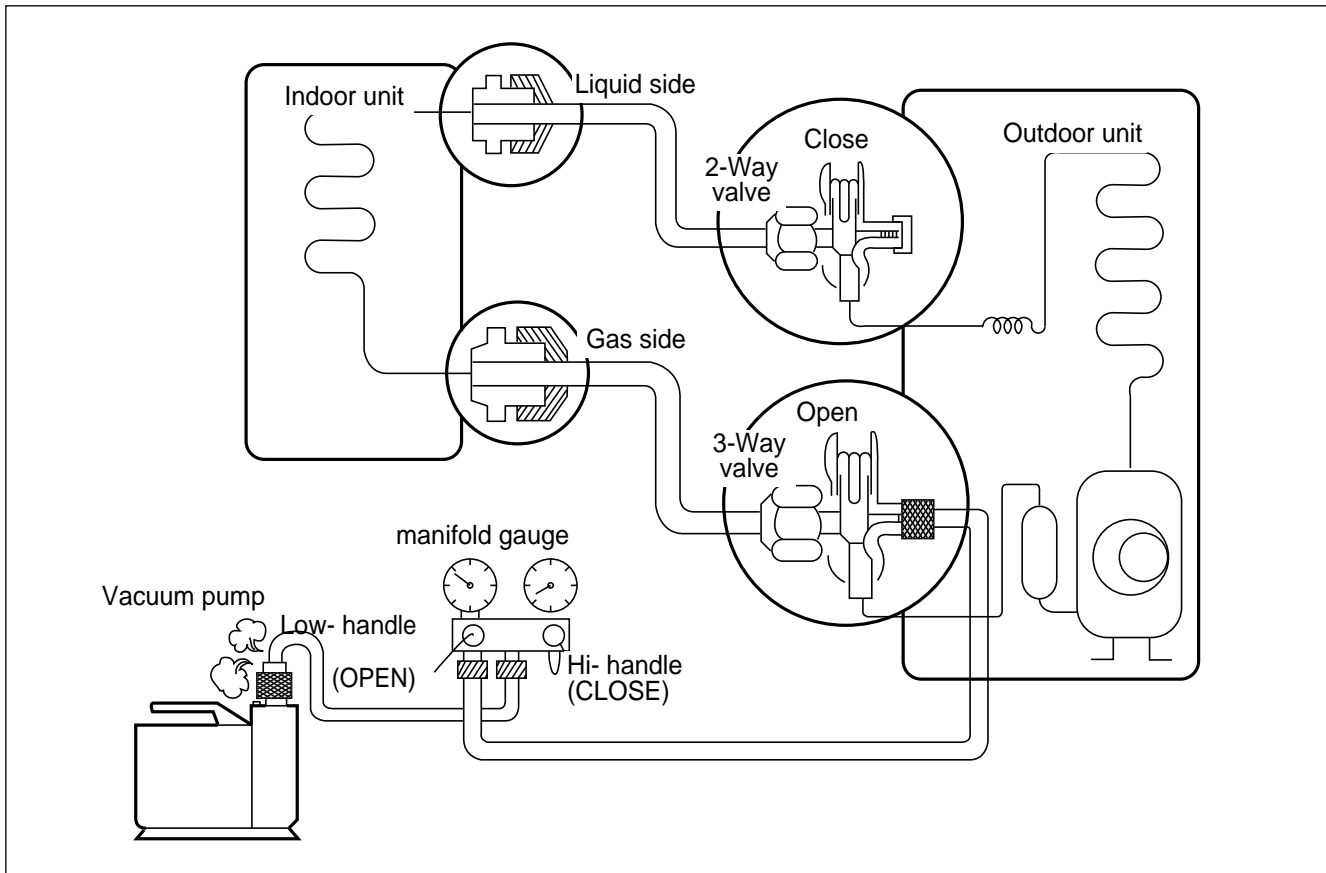 Indoor unit
Liquid side
Close
Outdoor unit
2-Way
valve
Gas side
Open
3-Way
valve
manifold gauge
Vacuum pump
Low- handle
(OPEN)
Hi- handle
(CLOSE)